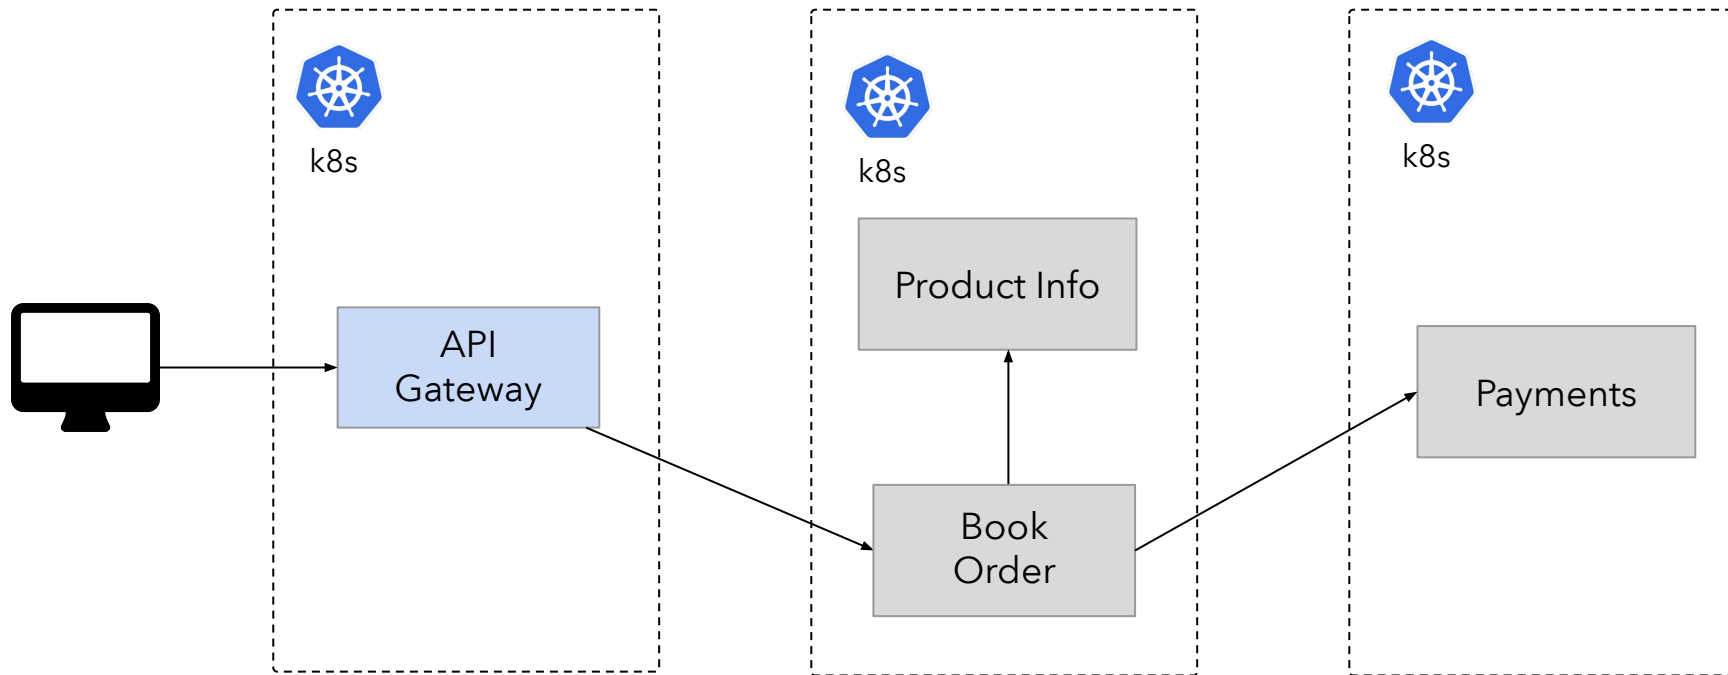 k8s
API
Gateway
k8s
Product Info
Book
Order
k8s
Payments